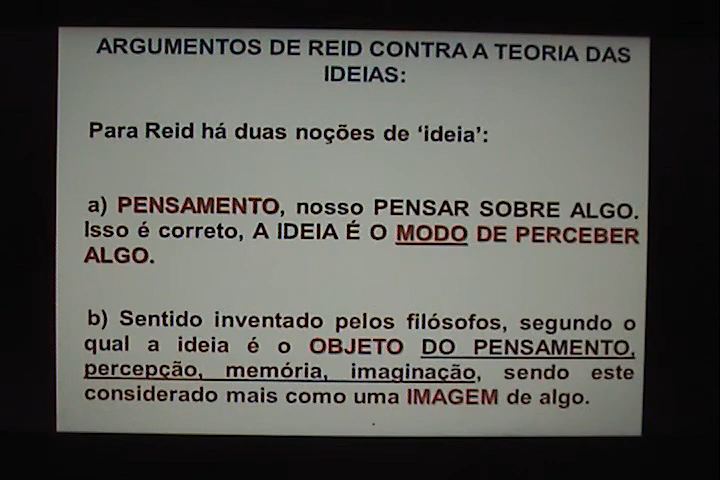 ARGUMENTOS DE REID CONTRA A TEORIA DAS
IDEIAS:
Para Reid há duas noções de ‘ideia’:
a) PENSAMENTO, nosso PENSAR SOBRE ALGO.
Isso é correto, A IDEIA É O MODO DE PERCEBER
ALGO.
b) Sentido inventado pelos filósofos, segundo o
qual a ideia é o OBJETO DO PENSAMENTO,
percepção, memória, imaginação, sendo este
considerado mais como uma IMAGEM de algo.